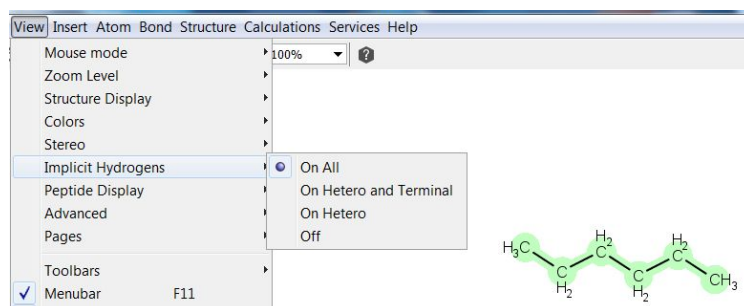 View Insert Atom Bond Structure Calculations Services Help
Mouse mode
100%
Zoom Level
Structure Display
Colors
Stereo
Implicit Hydrogens
On All
Peptide Display
On Hetero and Terminal
Advanced
On Hetero
Pages
Off
Toolbars
Menubar F11
H3C
C
H2
H2
C
C
H2
H2
C
CH3